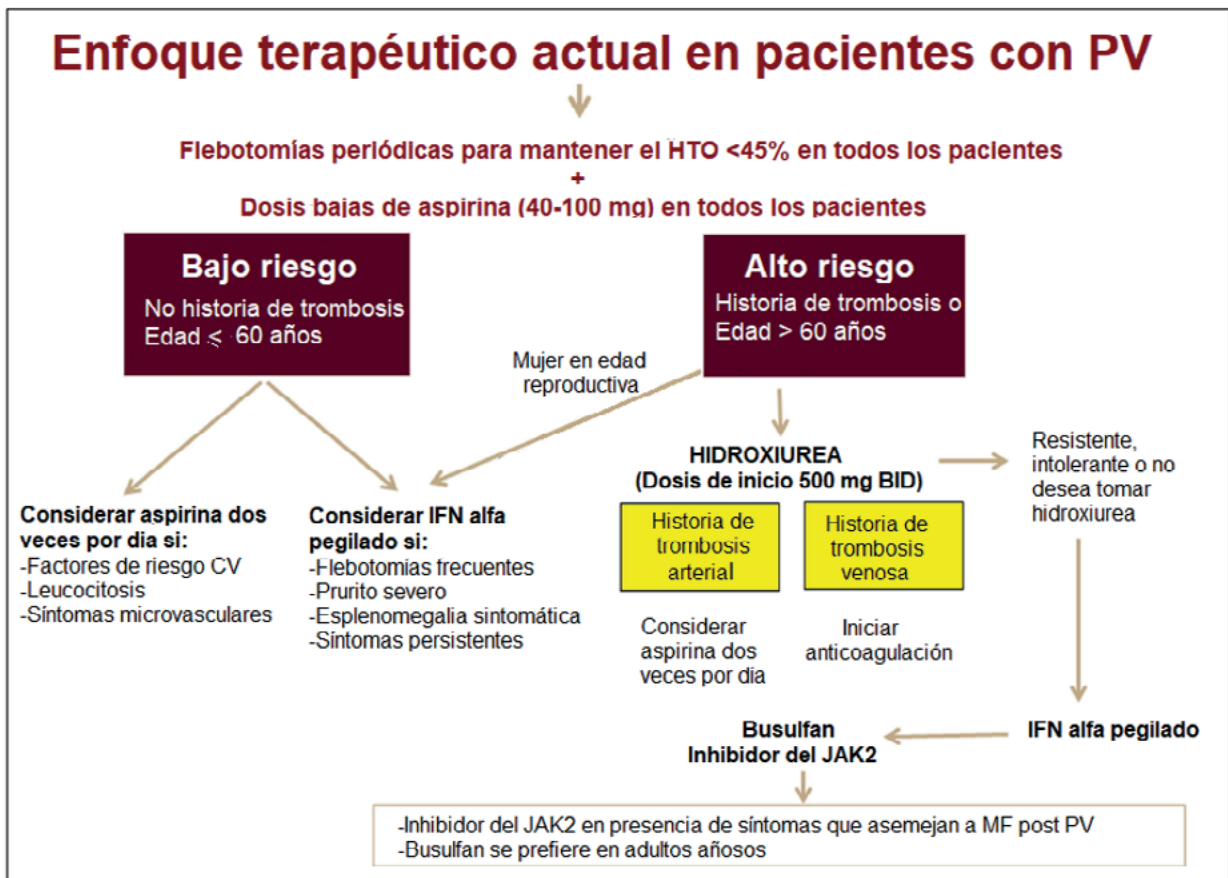 Enfoque terapéutico actual en pacientes con PV
Flebotomías periódicas para mantener el HTO <45% en todos los pacientes
+
Dosis bajas de aspirina (40-100 mg) en todos los pacientes
Bajo riesgo
No historia de trombosis
Edad ≤ 60 años
Alto riesgo
Historia de trombosis o
Edad > 60 años
Mujer en edad
reproductiva
Considerar aspirina dos
veces por dia si:
-Factores de riesgo CV
-Leucocitosis
-Síntomas microvasculares
Considerar IFN alfa
pegilado si:
-Flebotomías frecuentes
-Prurito severo
-Esplenomegalia sintomática
-Síntomas persistentes
HIDROXIUREA
(Dosis de inicio 500 mg BID)
Historia de
trombosis
arterial
Considerar
aspirina dos
veces por dia
Historia de
trombosis
venosa
Iniciar
anticoagulación
Resistente,
intolerante o no
desea tomar
hidroxiurea
IFN alfa pegilado
Busulfan
Inhibidor del JAK2
-Inhibidor del JAK2 en presencia de síntomas que asemejan a MF post PV
-Busulfan se prefiere en adultos añosos